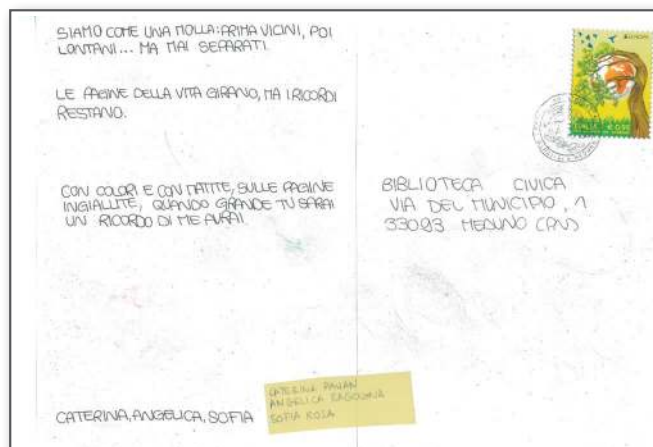 SIAMO COME UNA MOLLA: PRIMA VICINI, POI
LONTANI... MA MAI SEPARATI.
LE PAGINE DELLA VITA GIRANO, MA I RICORDI
RESTANO.
CON COLORI E CON MATITE, SULLE PAGINE
INGIALLITE, QUANDO GRANDE TU SARAI
UN RICORDO DI ME AVRAI.
CATERINA, ANGELICA, SOFIA
EUROPA
BIBLIOTECA CIVICA
VIA DEL MUNICIPIO, 1
33093 MEDUNO (PN)
CATERINA PAVAN
ANGELICA
SOFIA ROSA